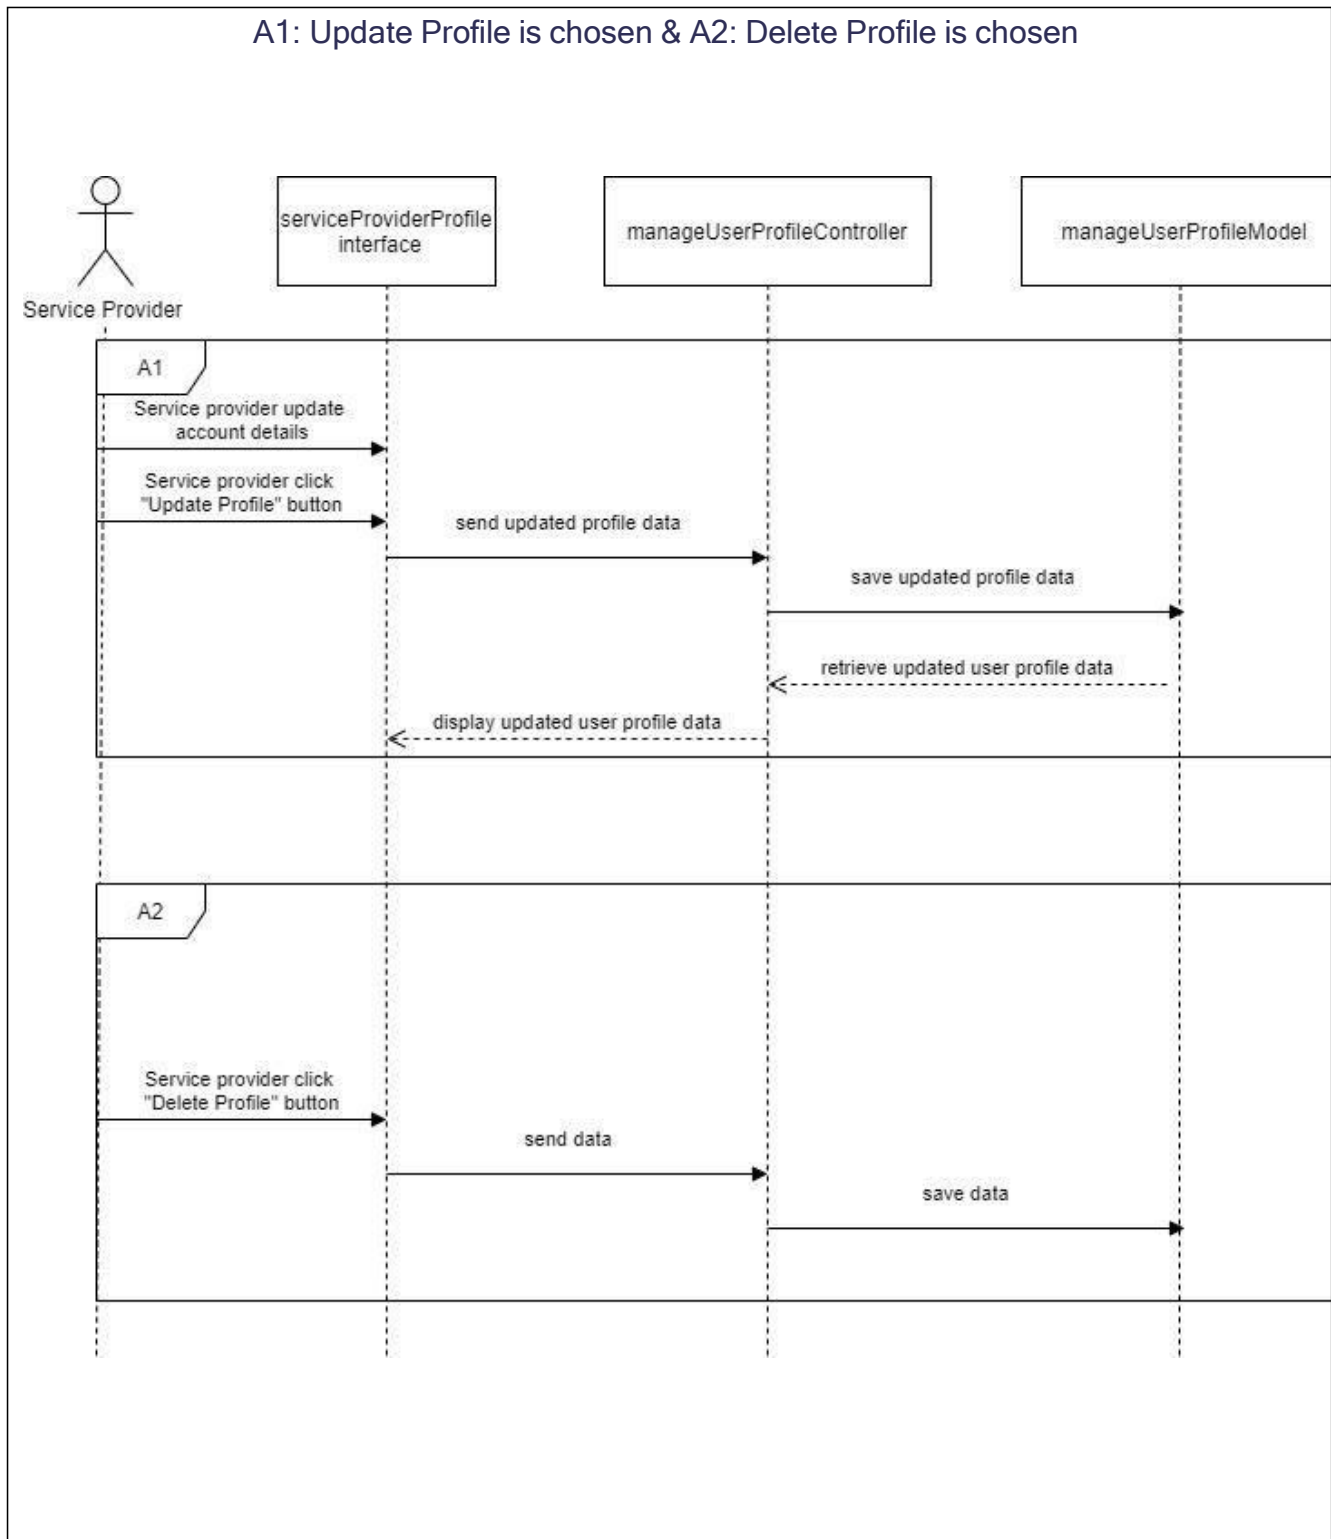 A1: Update Profile is chosen & A2: Delete Profile is chosen
serviceProviderProfile
interface
manageUserProfileController
manageUserProfileModel
Service Provider
A1
Service provider update
account details
Service provider click
"Update Profile" button
send updated profile data
save updated profile data
retrieve updated user profile data
display updated user profile data
A2
Service provider click
"Delete Profile" button
send data
save data